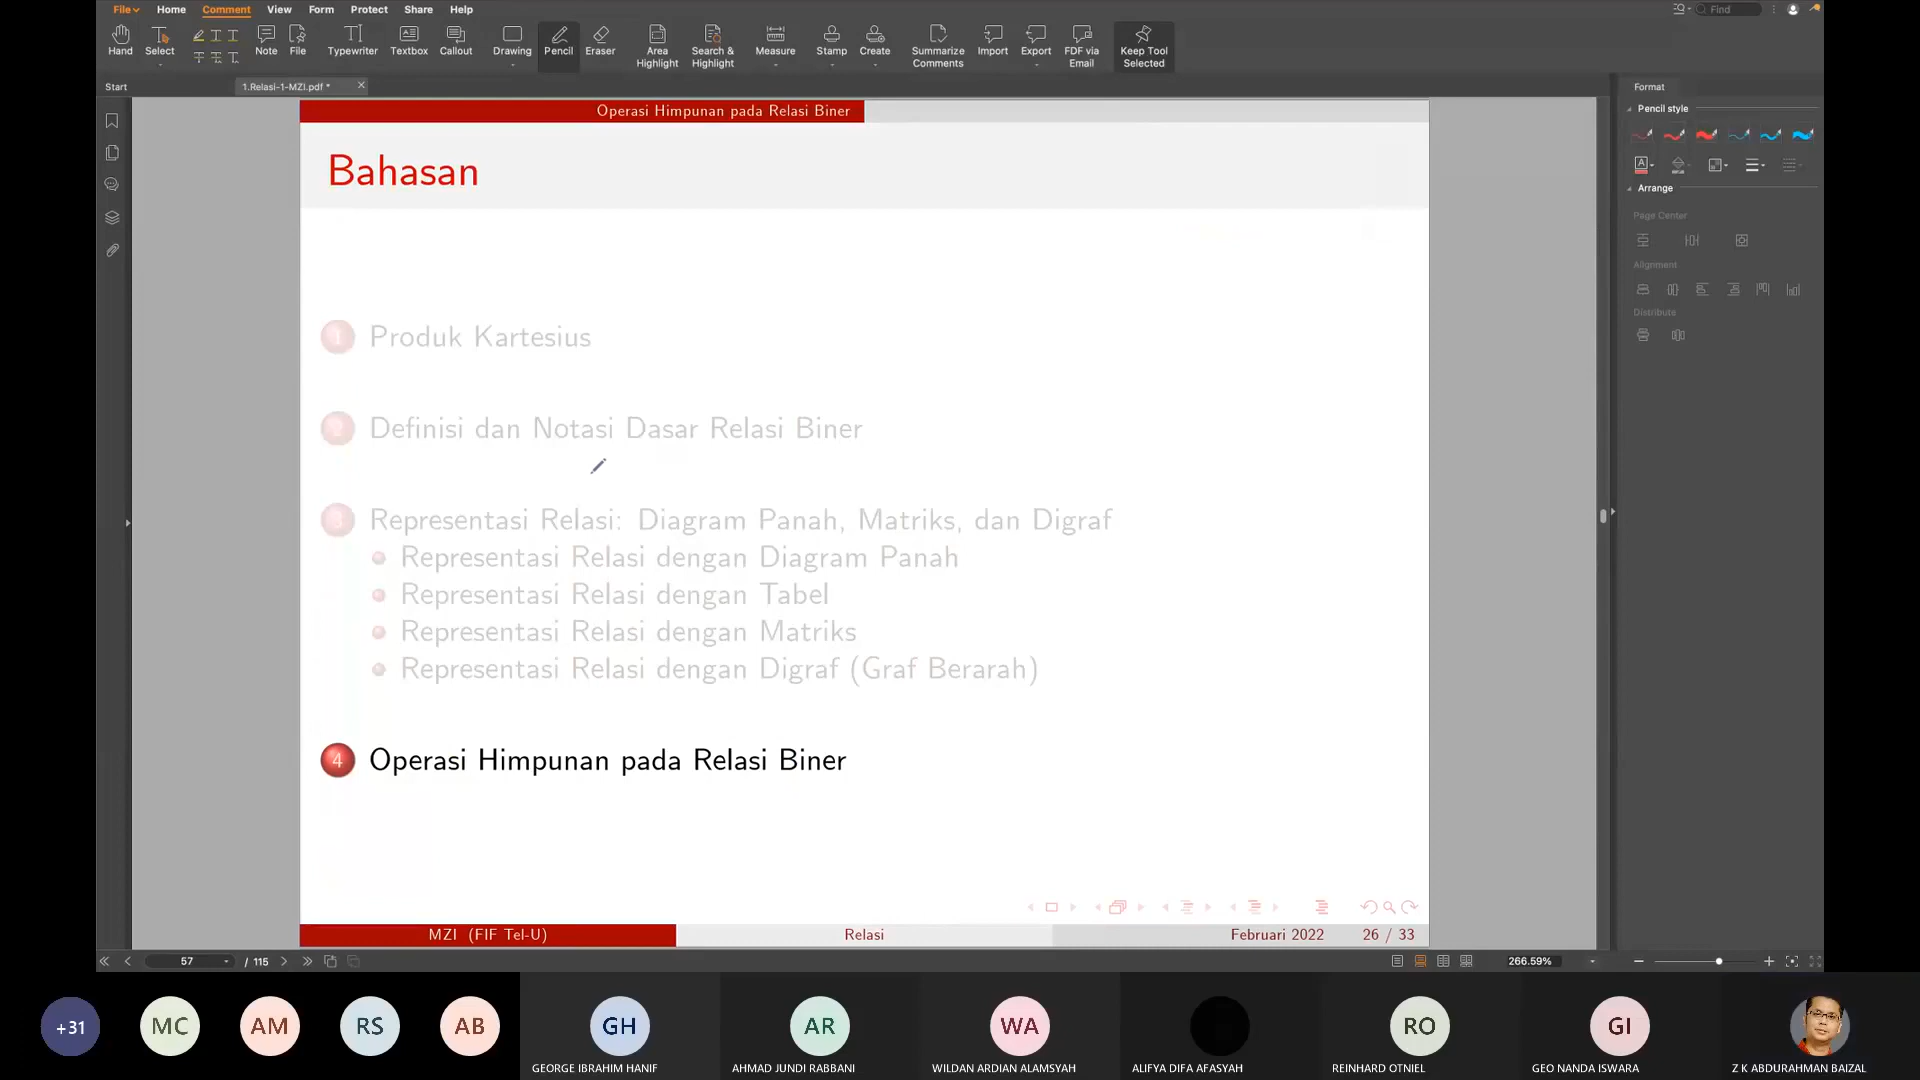 File Home Comment View Form Protect Share Help
Find
Hand Select Note File Typewriter Textbox Callout Drawing Pencil Eraser Area Highlight Search & Highlight Measure Stamp Create Summarize Comments Import Export FDF via Email Keep Tool Selected
Start 1.Relasi-1-MZI.pdf *
Format
Pencil style
Arrange
Page Center
Alignment
Distribute
Operasi Himpunan pada Relasi Biner
Bahasan
1 Produk Kartesius
2 Definisi dan Notasi Dasar Relasi Biner
3 Representasi Relasi: Diagram Panah, Matriks, dan Digraf
Representasi Relasi dengan Diagram Panah
Representasi Relasi dengan Tabel
Representasi Relasi dengan Matriks
Representasi Relasi dengan Digraf (Graf Berarah)
4 Operasi Himpunan pada Relasi Biner
MZI (FIF Tel-U) Relasi Februari 2022 26 / 33
57 / 115 266.59%
+31 MC AM RS AB GH AR WA RO GI
GEORGE IBRAHIM HANIF AHMAD JUNDI RABBANI WILDAN ARDIAN ALAMSYAH ALIFYA DIFA AFASYAH REINHARD OTNIEL GEO NANDA ISWARA Z K ABDURAHMAN BAIZAL